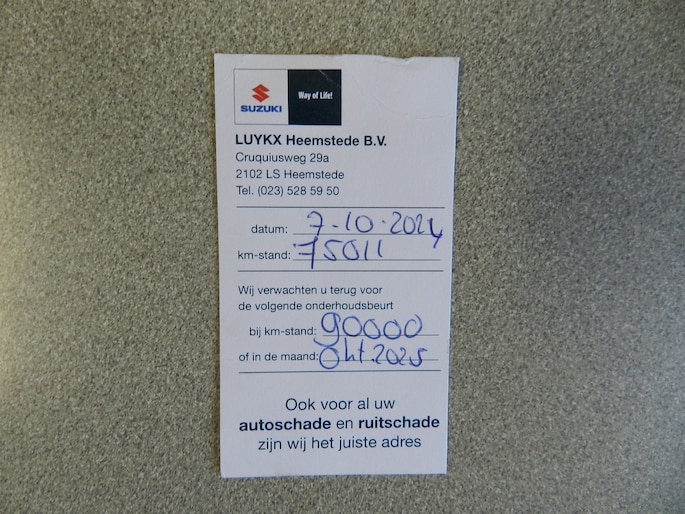 SUZUKI
Way of Life!
LUYKX Heemstede B.V.
Cruquiusweg 29a
2102 LS Heemstede
Tel. (023) 528 59 50
datum: 7-10-2024
km-stand: 75011
Wij verwachten u terug voor
de volgende onderhoudsbeurt
bij km-stand: 90000
of in de maand: Okt. 2025
Ook voor al uw
autoschade en ruitschade
zijn wij het juiste adres